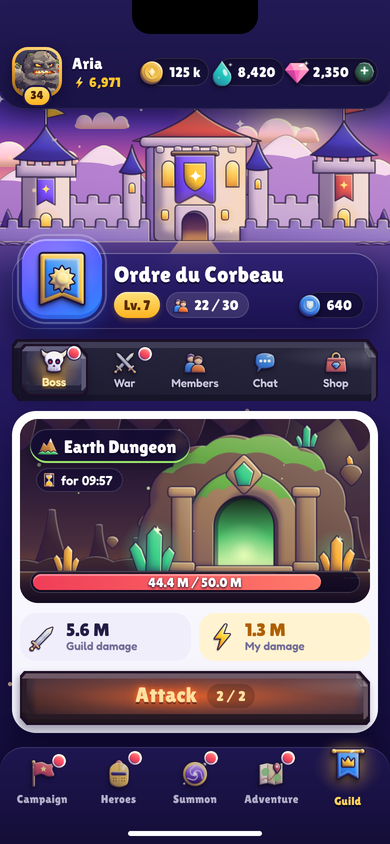 Aria
6,971
34
125 k
8,420
2,350
+
Ordre du Corbeau
Lv. 7
22 / 30
640
Boss
War
Members
Chat
Shop
Earth Dungeon
for 09:57
44.4 M / 50.0 M
5.6 M
Guild damage
1.3 M
My damage
Attack 2 / 2
Campaign
Heroes
Summon
Adventure
Guild